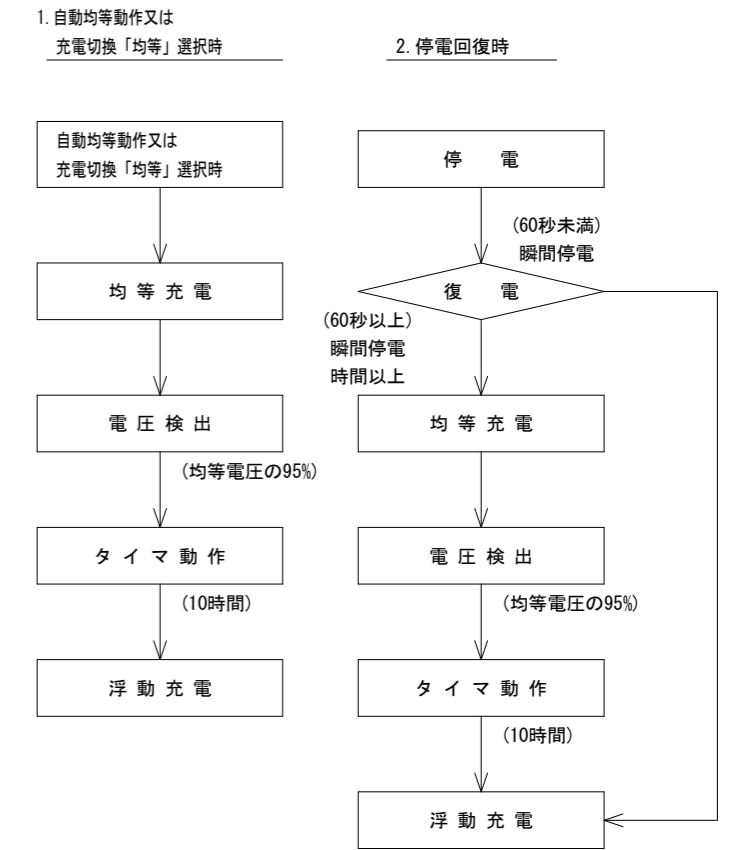 1.自動均等動作又は
充電切換「均等」選択時
自動均等動作又は
充電切換「均等」選択時
均等充電
電圧検出
(均等電圧の95%)
タイマ動作
(10時間)
浮動充電
2.停電回復時
停　電
(60秒未満)
瞬間停電
復　電
(60秒以上)
瞬間停電
時間以上
均等充電
電圧検出
(均等電圧の95%)
タイマ動作
(10時間)
浮動充電